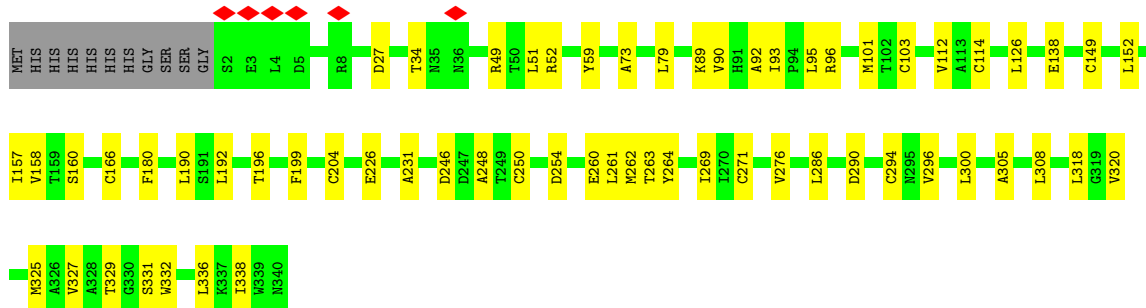 MET HIS HIS HIS HIS HIS HIS GLY SER SER GLY S2 E3 L4 D5 R8 D27 T34 N35 N36 R49 T50 L51 R52 Y59 A73 L79 K89 V90 H91 A92 I93 P94 L95 R96 M101 T102 C103 V112 A113 C114 L126 E138 C149 L152
I157 V158 T159 S160 C166 F180 L190 S191 L192 T196 F199 C204 E226 A231 D246 D247 A248 T249 C250 D254 E260 L261 M262 T263 Y264 I269 I270 C271 V276 L286 D290 C294 N295 V296 L300 A305 L308 L318 G319 V320
M325 A326 V327 A328 T329 G330 S331 W332 L336 K337 I338 W339 N340